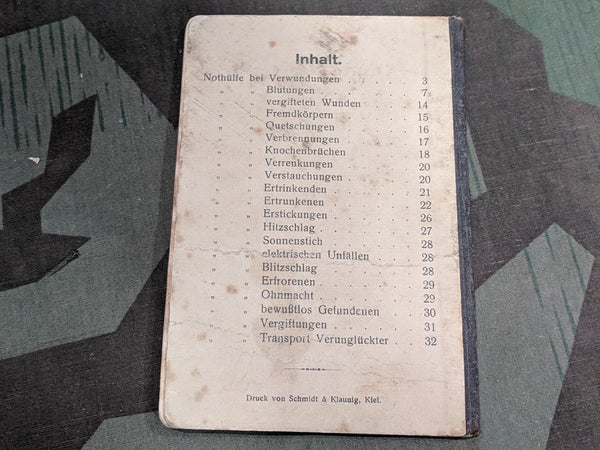 Inhalt.
Nothülfe bei Verwundungen . . . . . 3
" " Blutungen . . . . . . 7
" " vergifteten Wunden . . . 14
" " Fremdkörpern . . . . 15
" " Quetschungen . . . . 16
" " Verbrennungen . . . . 17
" " Knochenbrüchen . . . . 18
" " Verrenkungen . . . . . 20
" " Verstauchungen . . . . 20
" " Ertrinkenden . . . . . 21
" " Ertrunkenen . . . . . 22
" " Erstickungen . . . . . 26
" " Hitzschlag . . . . . . 27
" " Sonnenstich . . . . . 28
" " elektrischen Unfällen . . . 28
" " Blitzschlag . . . . . . 28
" " Erfrorenen . . . . . . 29
" " Ohnmacht . . . . . . 29
" " bewußtlos Gefundenen . . 30
" " Vergiftungen . . . . . 31
" " Transport Verunglückter . . 32
Druck von Schmidt & Klaunig, Kiel.